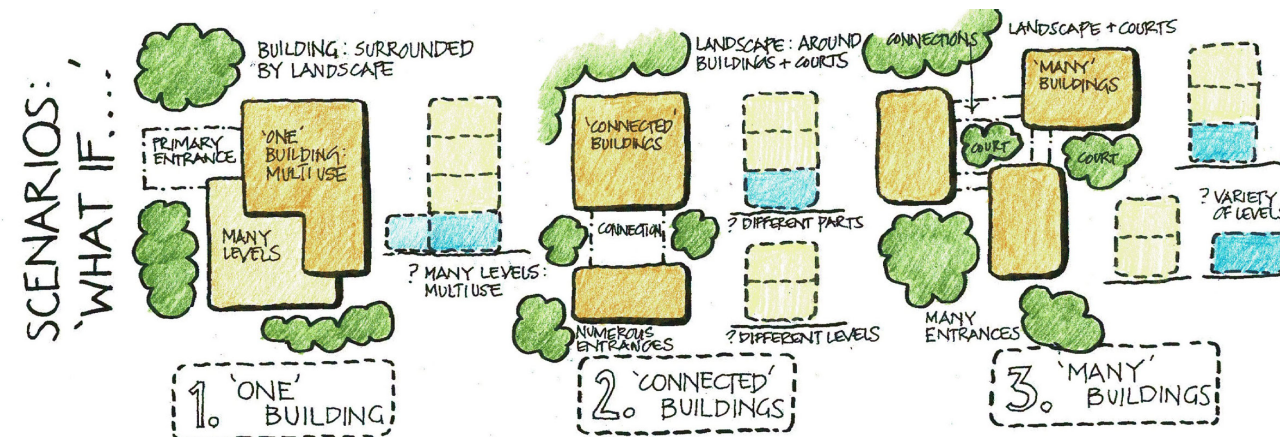 SCENARIOS:
'WHAT IF....'
BUILDING: SURROUNDED
BY LANDSCAPE
PRIMARY
ENTRANCE
'ONE'
BUILDING:
MULTI USE
MANY
LEVELS
? MANY LEVELS:
MULTIUSE
1. 'ONE'
BUILDING
LANDSCAPE: AROUND
BUILDINGS + COURTS
'CONNECTED'
BUILDINGS
CONNECTION
NUMEROUS
ENTRANCES
? DIFFERENT PARTS
? DIFFERENT LEVELS
2. 'CONNECTED'
BUILDINGS
CONNECTIONS
LANDSCAPE + COURTS
'MANY'
BUILDINGS
COURT
COURT
MANY
ENTRANCES
? VARIETY
OF LEVELS
3. 'MANY'
BUILDINGS